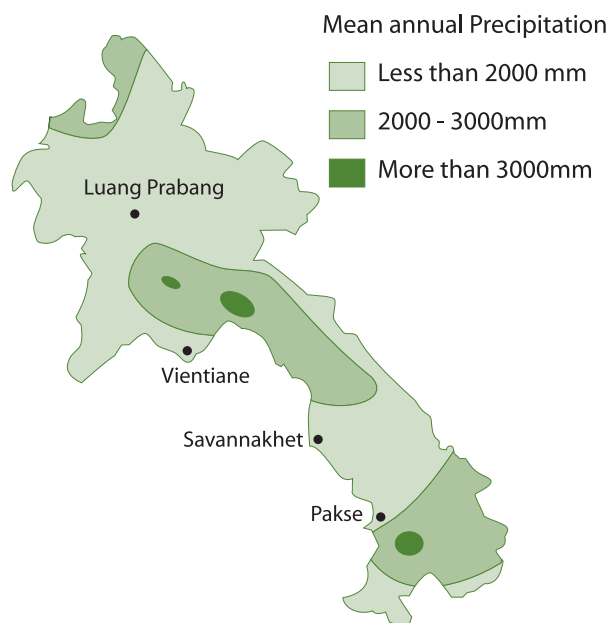 Mean annual Precipitation
Less than 2000 mm
2000 - 3000mm
More than 3000mm
Luang Prabang
Vientiane
Savannakhet
Pakse